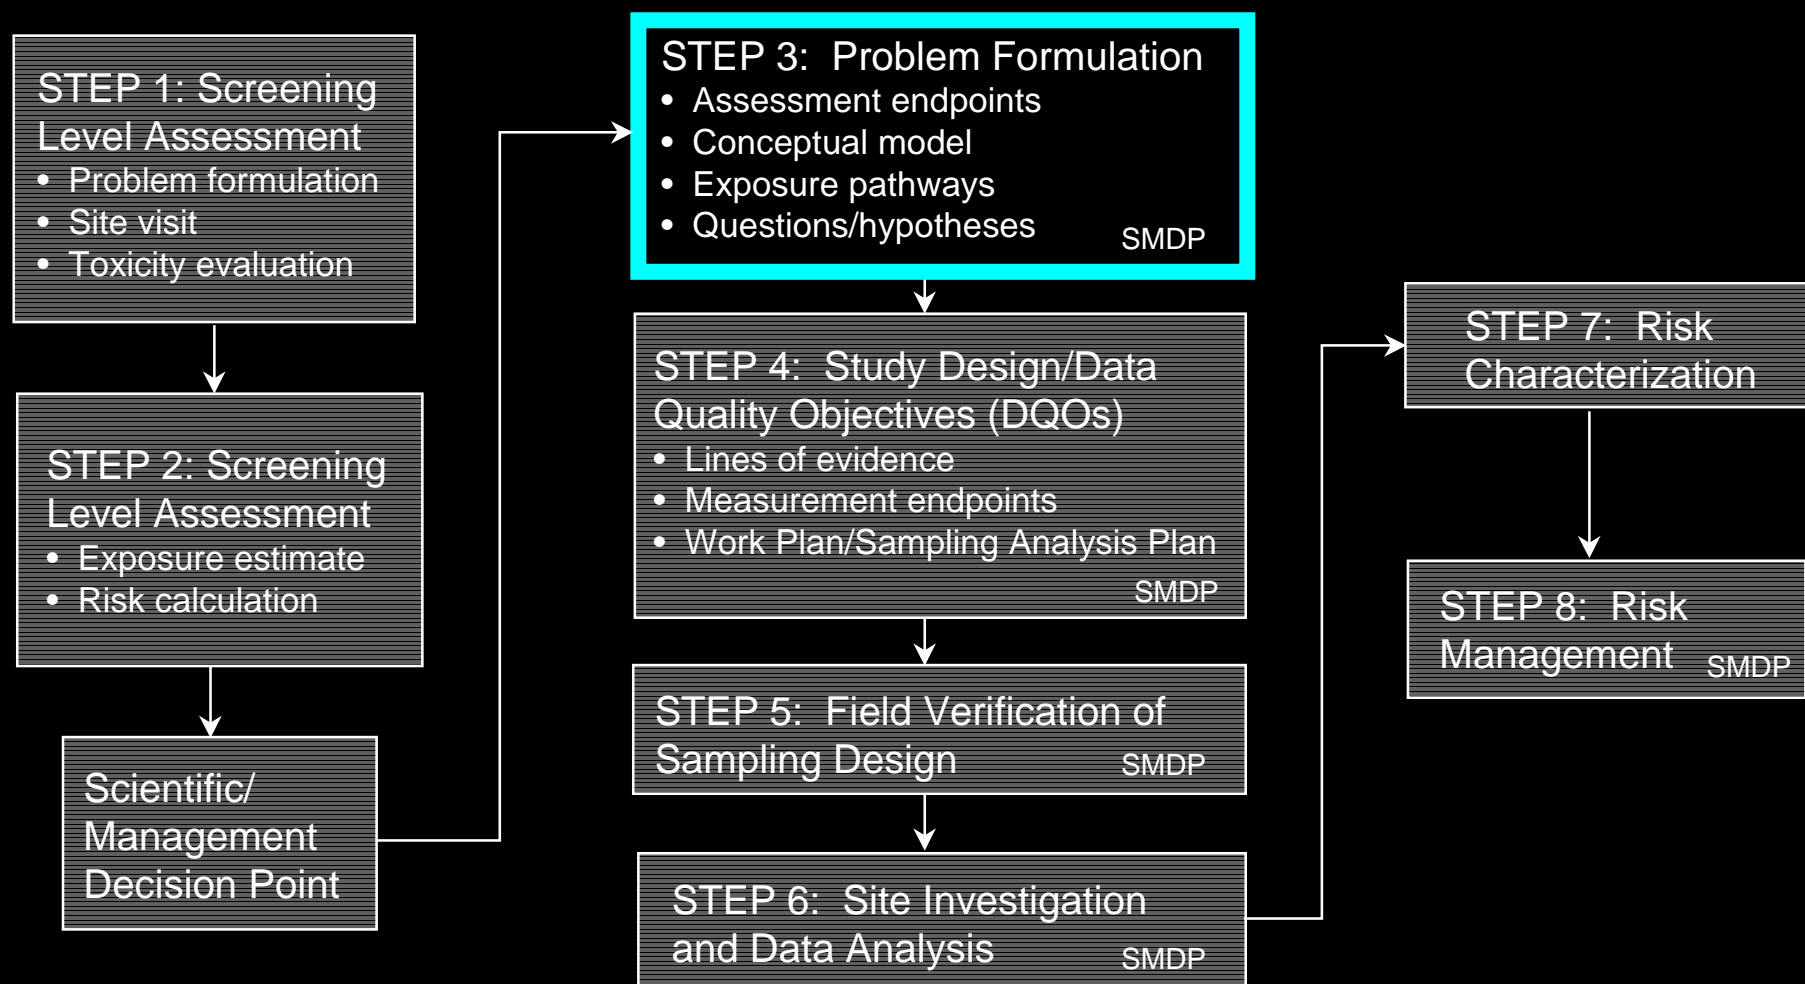 STEP 1: Screening
Level Assessment
• Problem formulation
• Site visit
• Toxicity evaluation
STEP 2: Screening
Level Assessment
• Exposure estimate
• Risk calculation
Scientific/
Management
Decision Point
STEP 3: Problem Formulation
• Assessment endpoints
• Conceptual model
• Exposure pathways
• Questions/hypotheses
SMDP
STEP 4: Study Design/Data
Quality Objectives (DQOs)
• Lines of evidence
• Measurement endpoints
• Work Plan/Sampling Analysis Plan
SMDP
STEP 5: Field Verification of
Sampling Design SMDP
STEP 6: Site Investigation
and Data Analysis SMDP
STEP 7: Risk
Characterization
STEP 8: Risk
Management SMDP